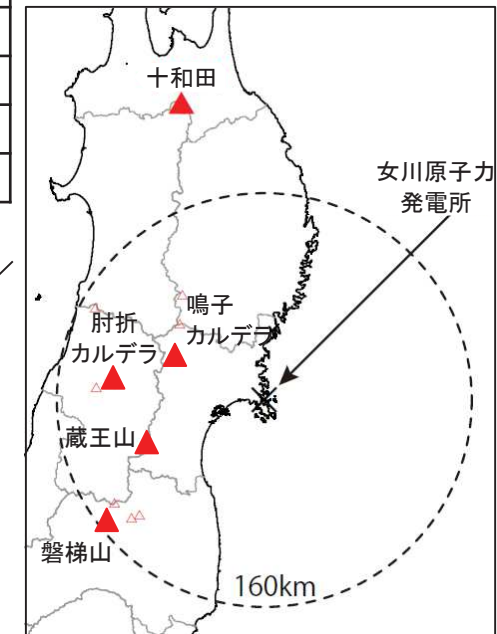 十和田
女川原子力
発電所
鳴子
カルデラ
肘折
カルデラ
蔵王山
磐梯山
160km